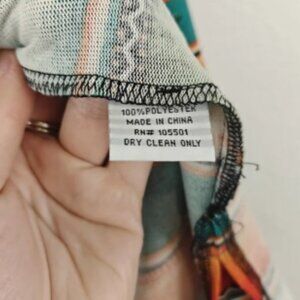 100%POLYESTER
MADE IN CHINA
RN# 105501
DRY CLEAN ONLY